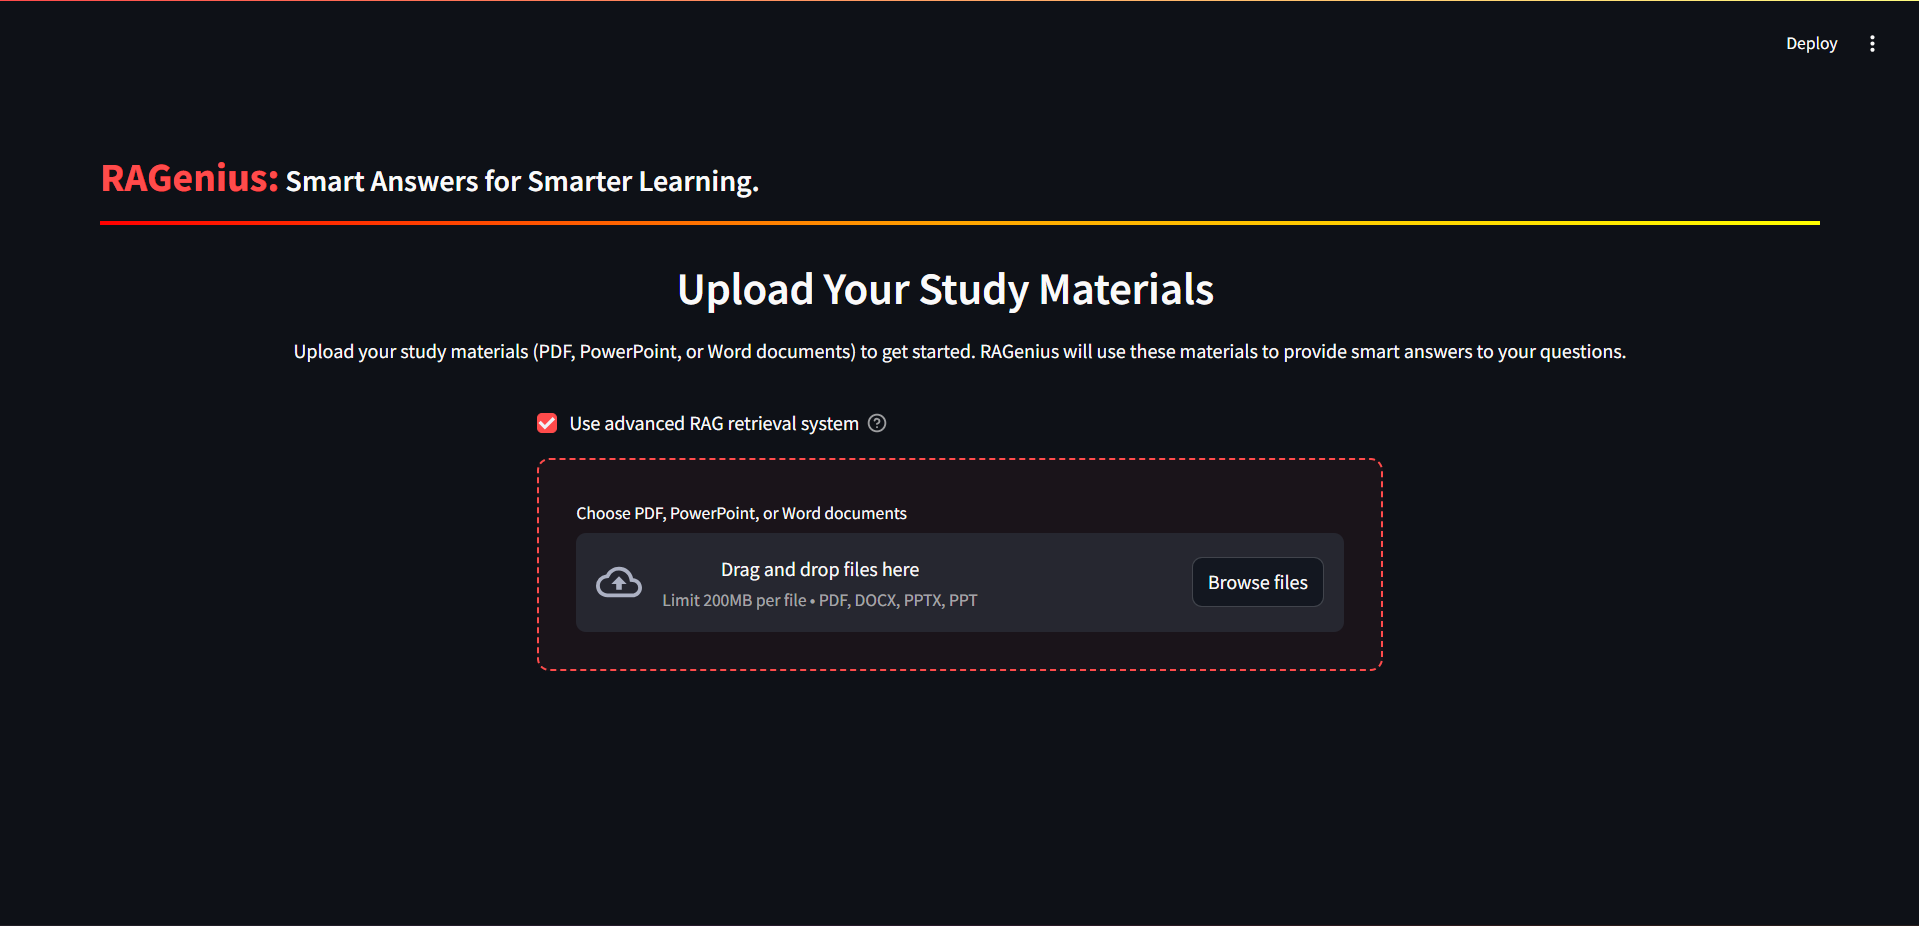 Deploy
RAGenius: Smart Answers for Smarter Learning.
Upload Your Study Materials
Upload your study materials (PDF, PowerPoint, or Word documents) to get started. RAGenius will use these materials to provide smart answers to your questions.
Use advanced RAG retrieval system
Choose PDF, PowerPoint, or Word documents
Drag and drop files here
Limit 200MB per file • PDF, DOCX, PPTX, PPT
Browse files